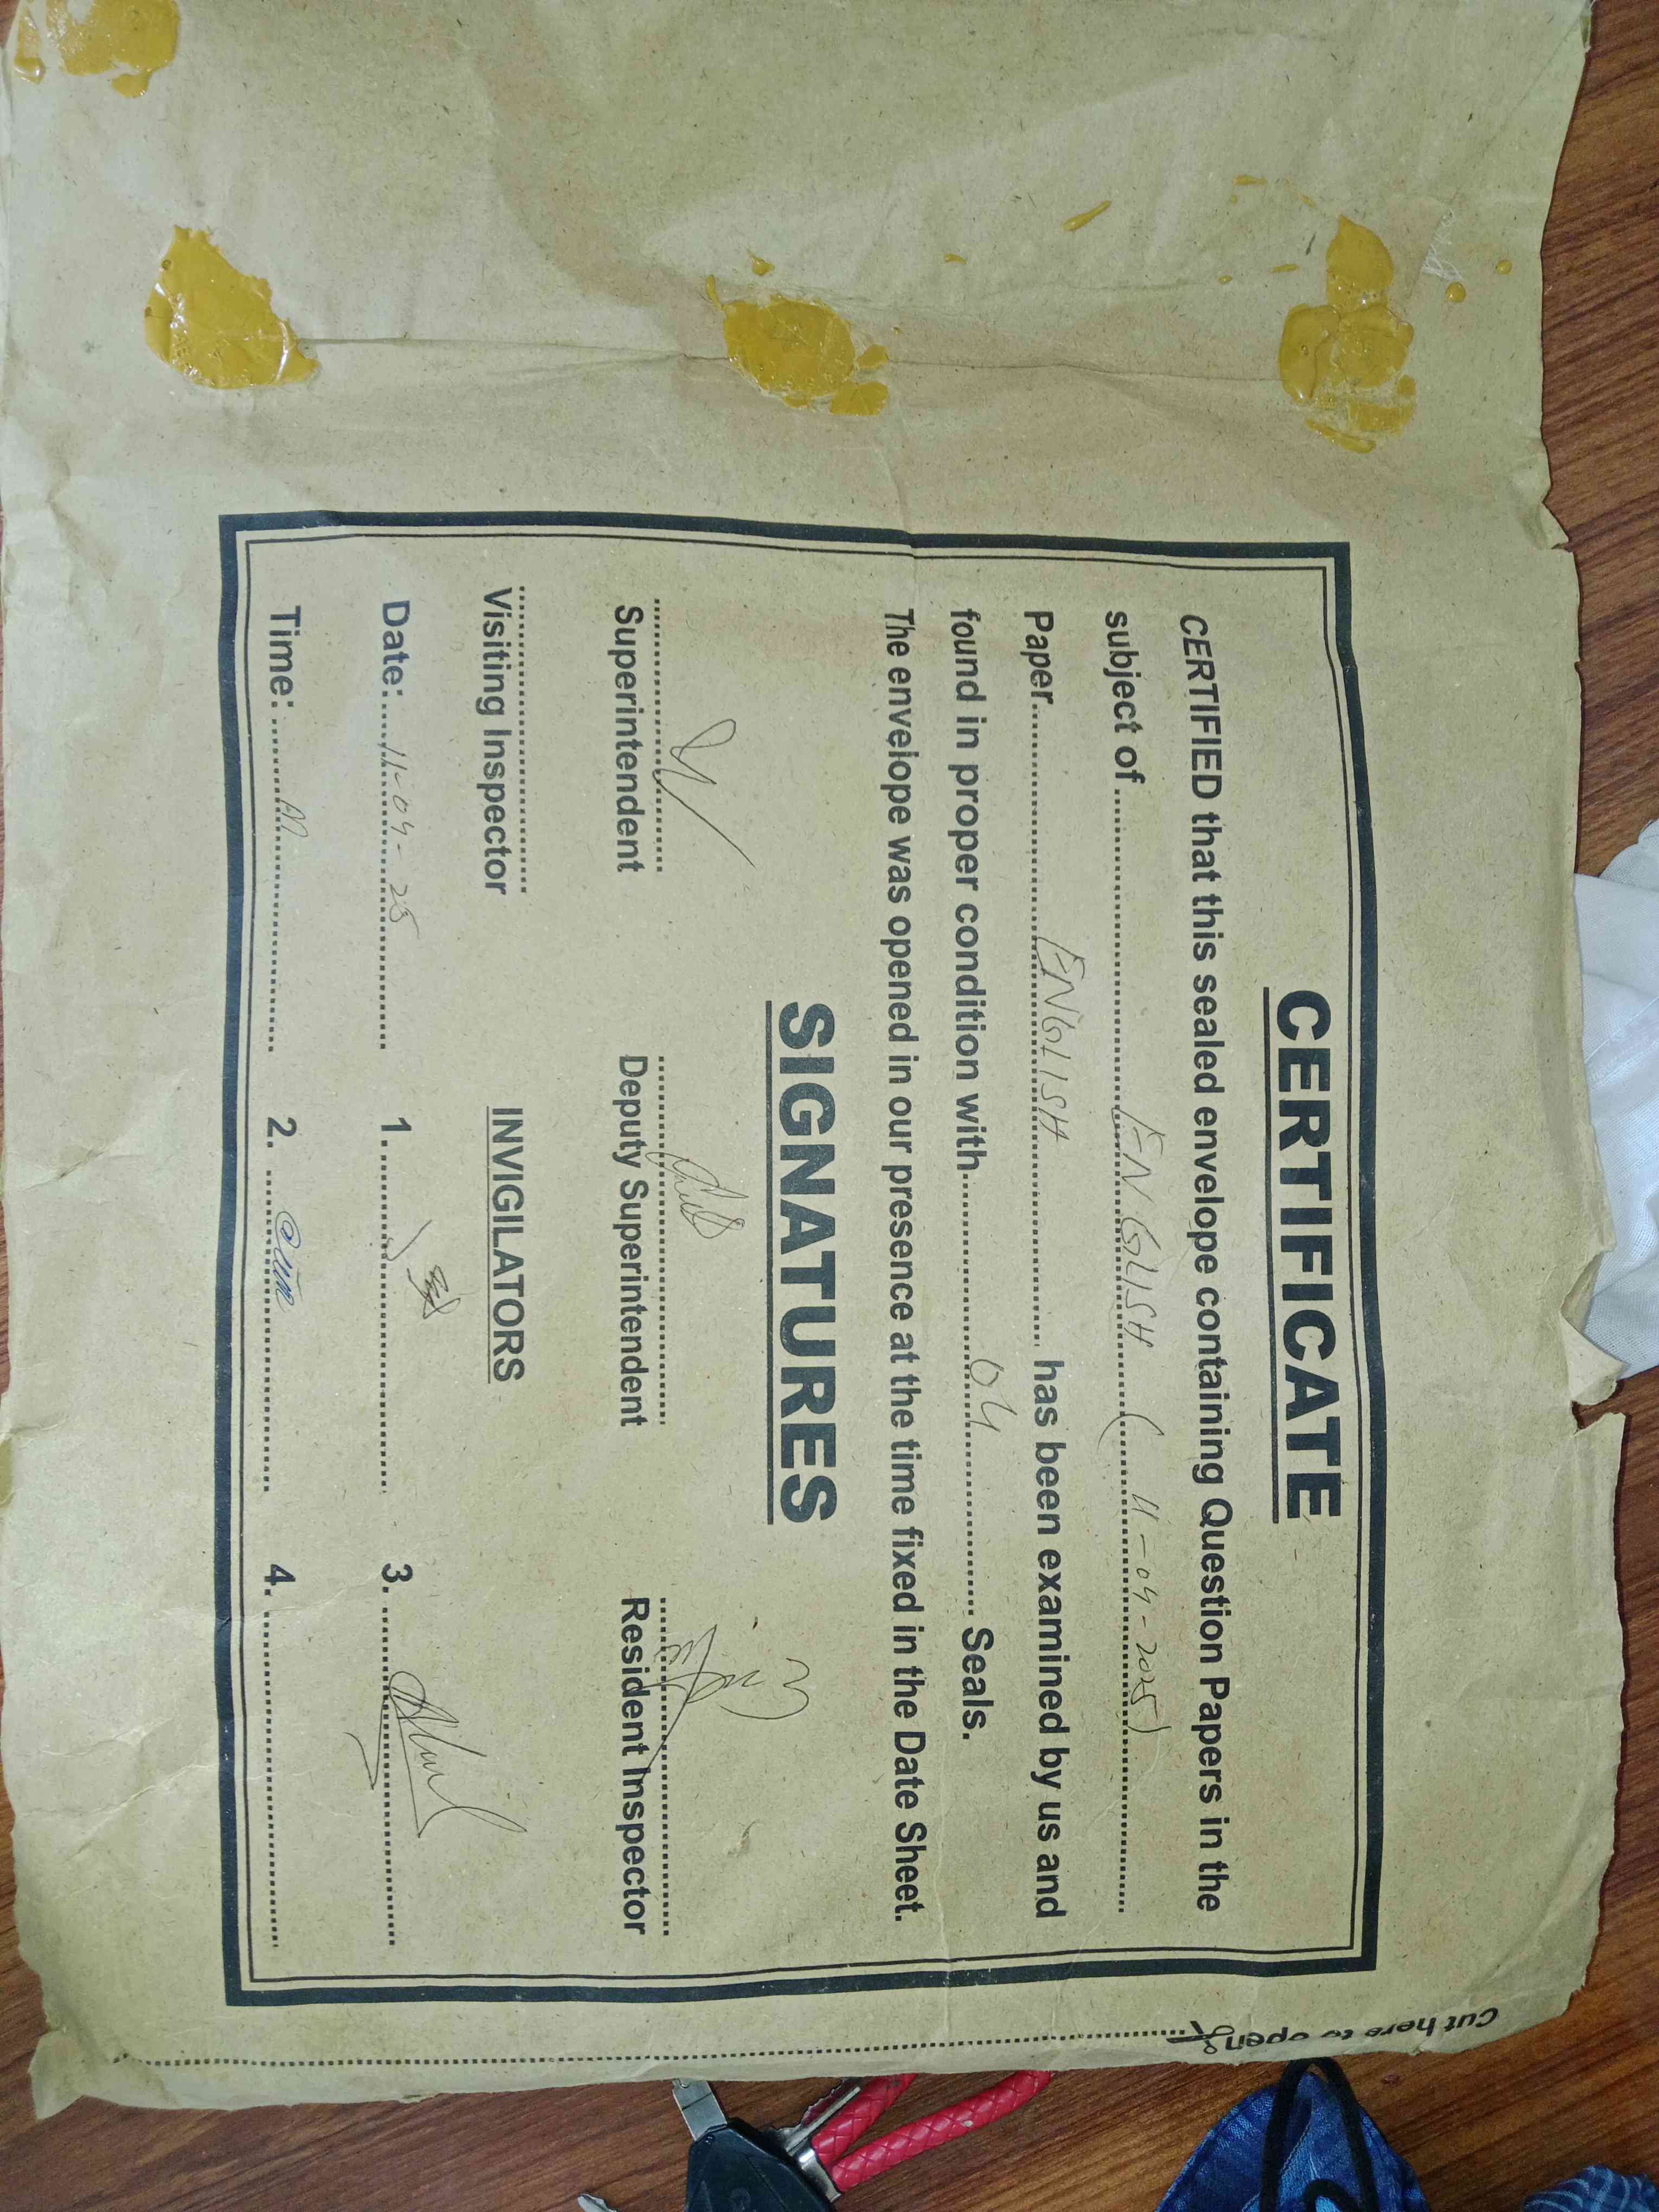 CERTIFICATE
CERTIFIED that this sealed envelope containing Question Papers in the
subject of .................... ENGLISH ( 11-04-2025) ....................
Paper.................... ENGLISH .................... has been examined by us and
found in proper condition with.................... 04 .................... Seals.
The envelope was opened in our presence at the time fixed in the Date Sheet.
SIGNATURES
Superintendent Deputy Superintendent Resident Inspector
Visiting Inspector INVIGILATORS
Date: .......... 11-04-25 .......... 1. .................... 3. ....................
Time: .................... 2. .................... 4. ....................
Cut here to open